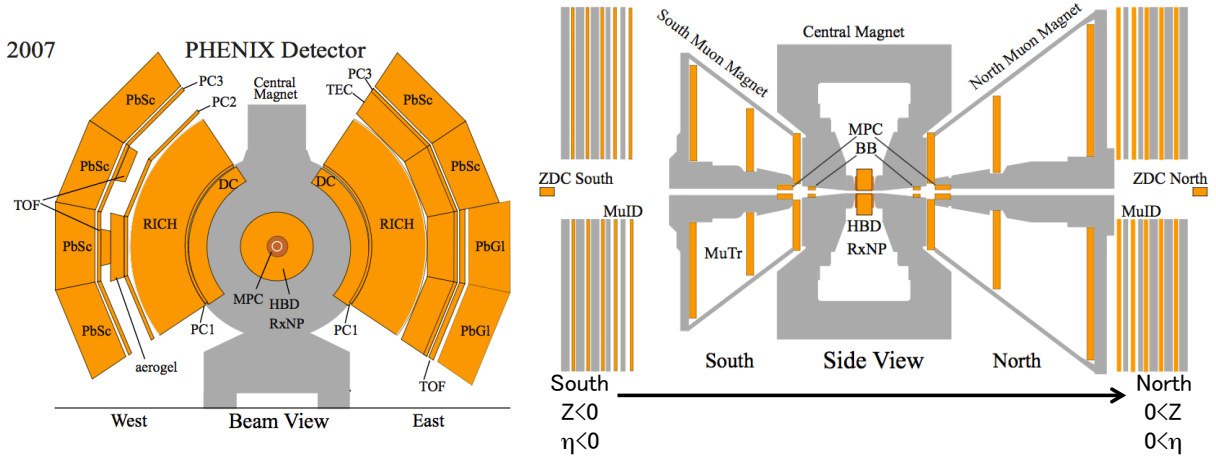 2007
PHENIX Detector
PC3
PC2
Central
Magnet
PC3
TEC
PbSc
PbSc
PbSc
PbSc
DC
DC
TOF
RICH
RICH
PbSc
PbSc
PbGl
PbSc
PbGl
MPC
HBD
RxNP
PC1
PC1
aerogel
TOF
West
Beam View
East
South Muon Magnet
Central Magnet
North Muon Magnet
MPC
BB
ZDC South
ZDC North
MuID
MuID
HBD
RxNP
MuTr
South
Side View
North
South
North
Z<0
0<Z
η<0
0<η